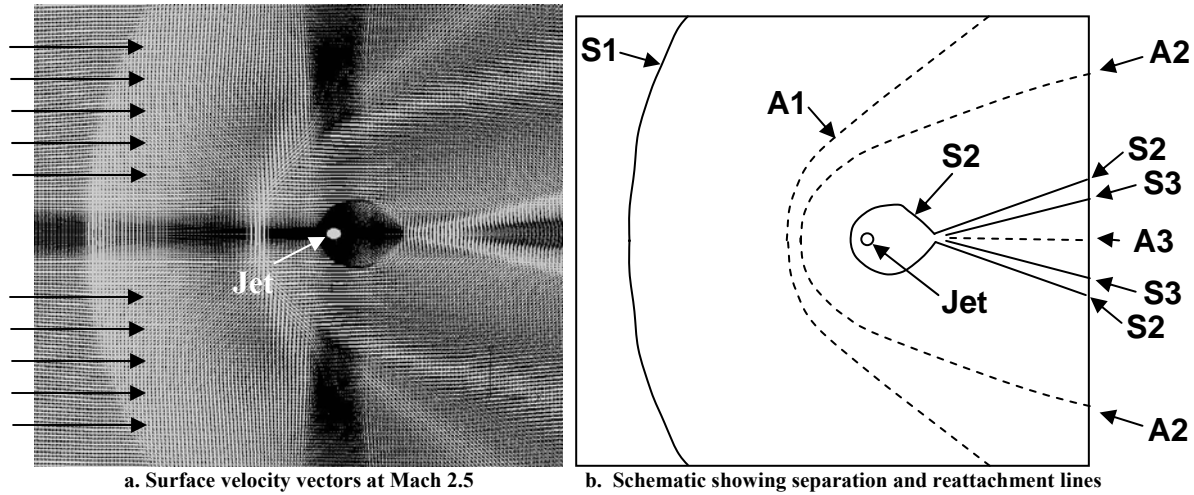 Jet
a. Surface velocity vectors at Mach 2.5
S1
A2
A1
S2
S2
S3
A3
S3
Jet
S2
A2
b. Schematic showing separation and reattachment lines